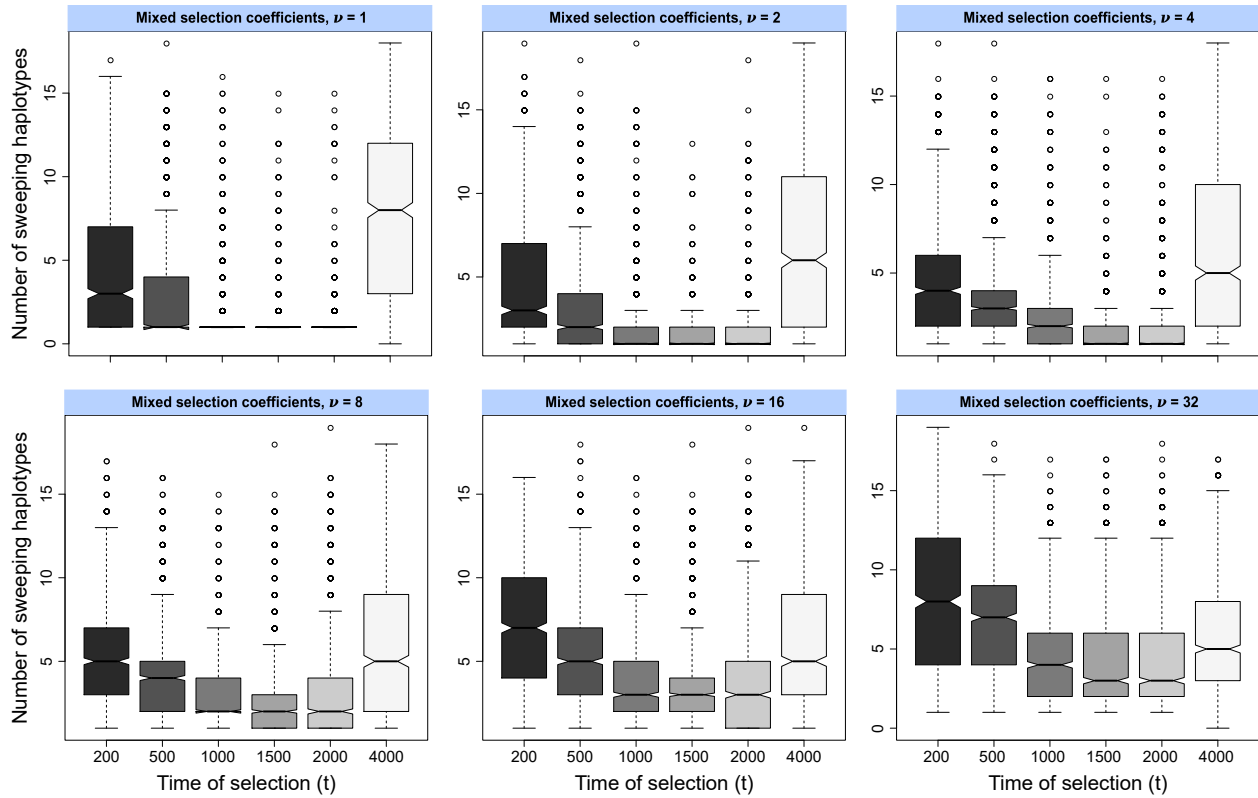 Mixed selection coefficients, ν = 1
Mixed selection coefficients, ν = 2
Mixed selection coefficients, ν = 4
Number of sweeping haplotypes
15
10
5
0
15
10
5
15
10
5
Mixed selection coefficients, ν = 8
Mixed selection coefficients, ν = 16
Mixed selection coefficients, ν = 32
Number of sweeping haplotypes
15
10
5
15
10
5
15
10
5
0
200 500 1000 1500 2000 4000
200 500 1000 1500 2000 4000
200 500 1000 1500 2000 4000
Time of selection (t)
Time of selection (t)
Time of selection (t)